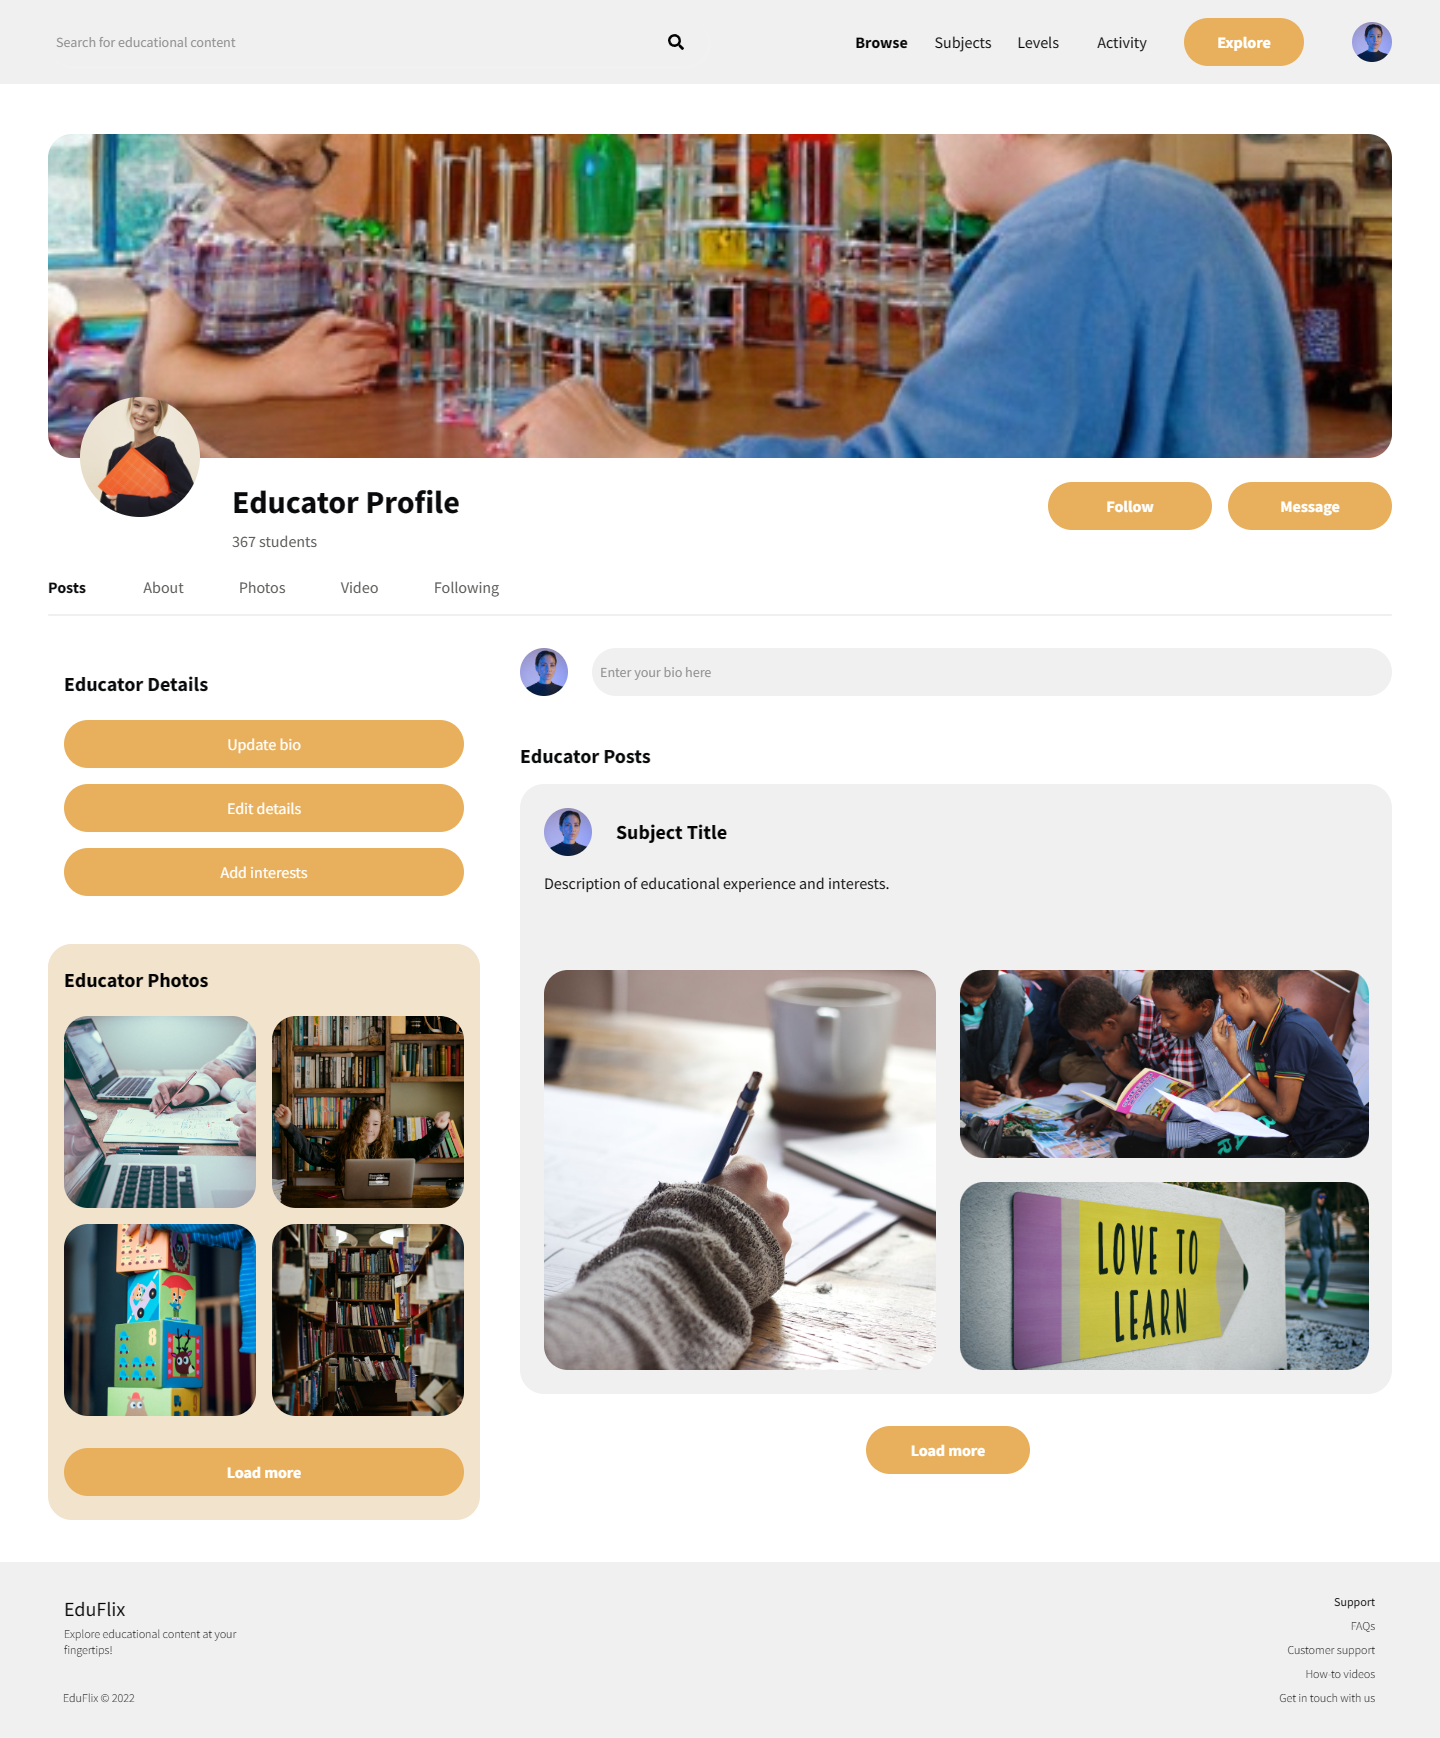 Search for educational content
Browse
Subjects
Levels
Activity
Explore
Educator Profile
367 students
Follow
Message
Posts
About
Photos
Video
Following
Educator Details
Update bio
Edit details
Add interests
Educator Photos
8
Load more
Enter your bio here
Educator Posts
Subject Title
Description of educational experience and interests.
LOVE TO
LEARN
Load more
EduFlix
Explore educational content at your
fingertips!
EduFlix © 2022
Support
FAQs
Customer support
How-to videos
Get in touch with us